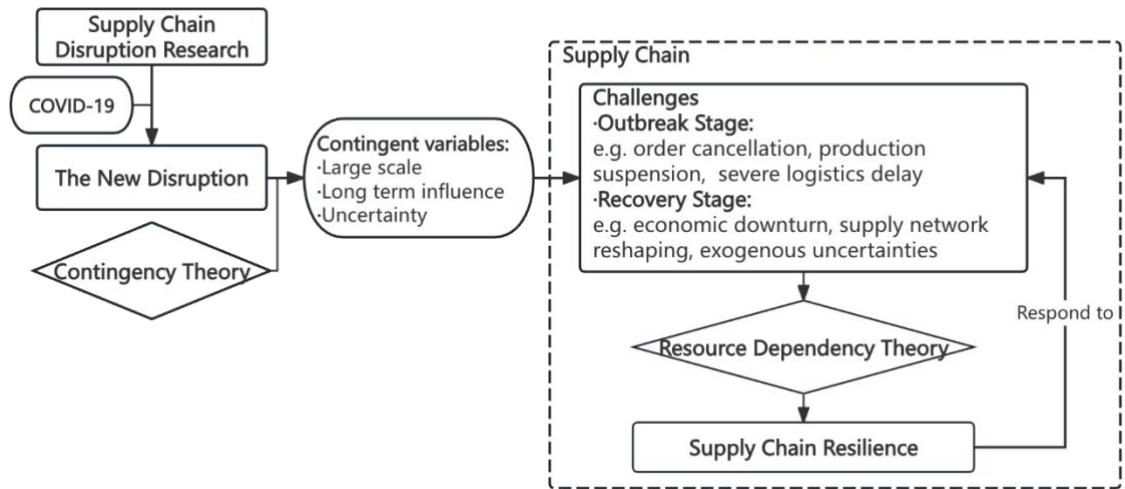 Supply Chain
Disruption Research
COVID-19
The New Disruption
Contingency Theory
Contingent variables:
·Large scale
·Long term influence
·Uncertainty
Supply Chain
Challenges
·Outbreak Stage:
e.g. order cancellation, production
suspension, severe logistics delay
·Recovery Stage:
e.g. economic downturn, supply network
reshaping, exogenous uncertainties
Respond to
Resource Dependency Theory
Supply Chain Resilience